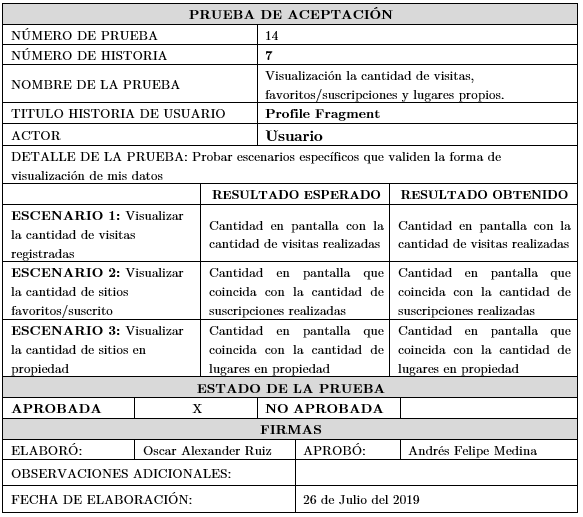 PRUEBA DE ACEPTACIÓN
NÚMERO DE PRUEBA 14
NÚMERO DE HISTORIA 7
NOMBRE DE LA PRUEBA
Visualización la cantidad de visitas,
favoritos/suscripciones y lugares propios.
TITULO HISTORIA DE USUARIO Profile Fragment
ACTOR Usuario
DETALLE DE LA PRUEBA: Probar escenarios específicos que validen la forma de
visualización de mis datos
RESULTADO ESPERADO RESULTADO OBTENIDO
ESCENARIO 1: Visualizar
la cantidad de visitas
registradas
Cantidad en pantalla con la
cantidad de visitas realizadas
Cantidad en pantalla con la
cantidad de visitas realizadas
ESCENARIO 2: Visualizar
la cantidad de sitios
favoritos/suscrito
Cantidad en pantalla que
coincida con la cantidad de
suscripciones realizadas
Cantidad en pantalla que
coincida con la cantidad de
suscripciones realizadas
ESCENARIO 3: Visualizar
la cantidad de sitios en
propiedad
Cantidad en pantalla que
coincida con la cantidad de
lugares en propiedad
Cantidad en pantalla que
coincida con la cantidad de
lugares en propiedad
ESTADO DE LA PRUEBA
APROBADA X NO APROBADA
FIRMAS
ELABORÓ: Oscar Alexander Ruiz APROBÓ: Andrés Felipe Medina
OBSERVACIONES ADICIONALES:
FECHA DE ELABORACIÓN: 26 de Julio del 2019